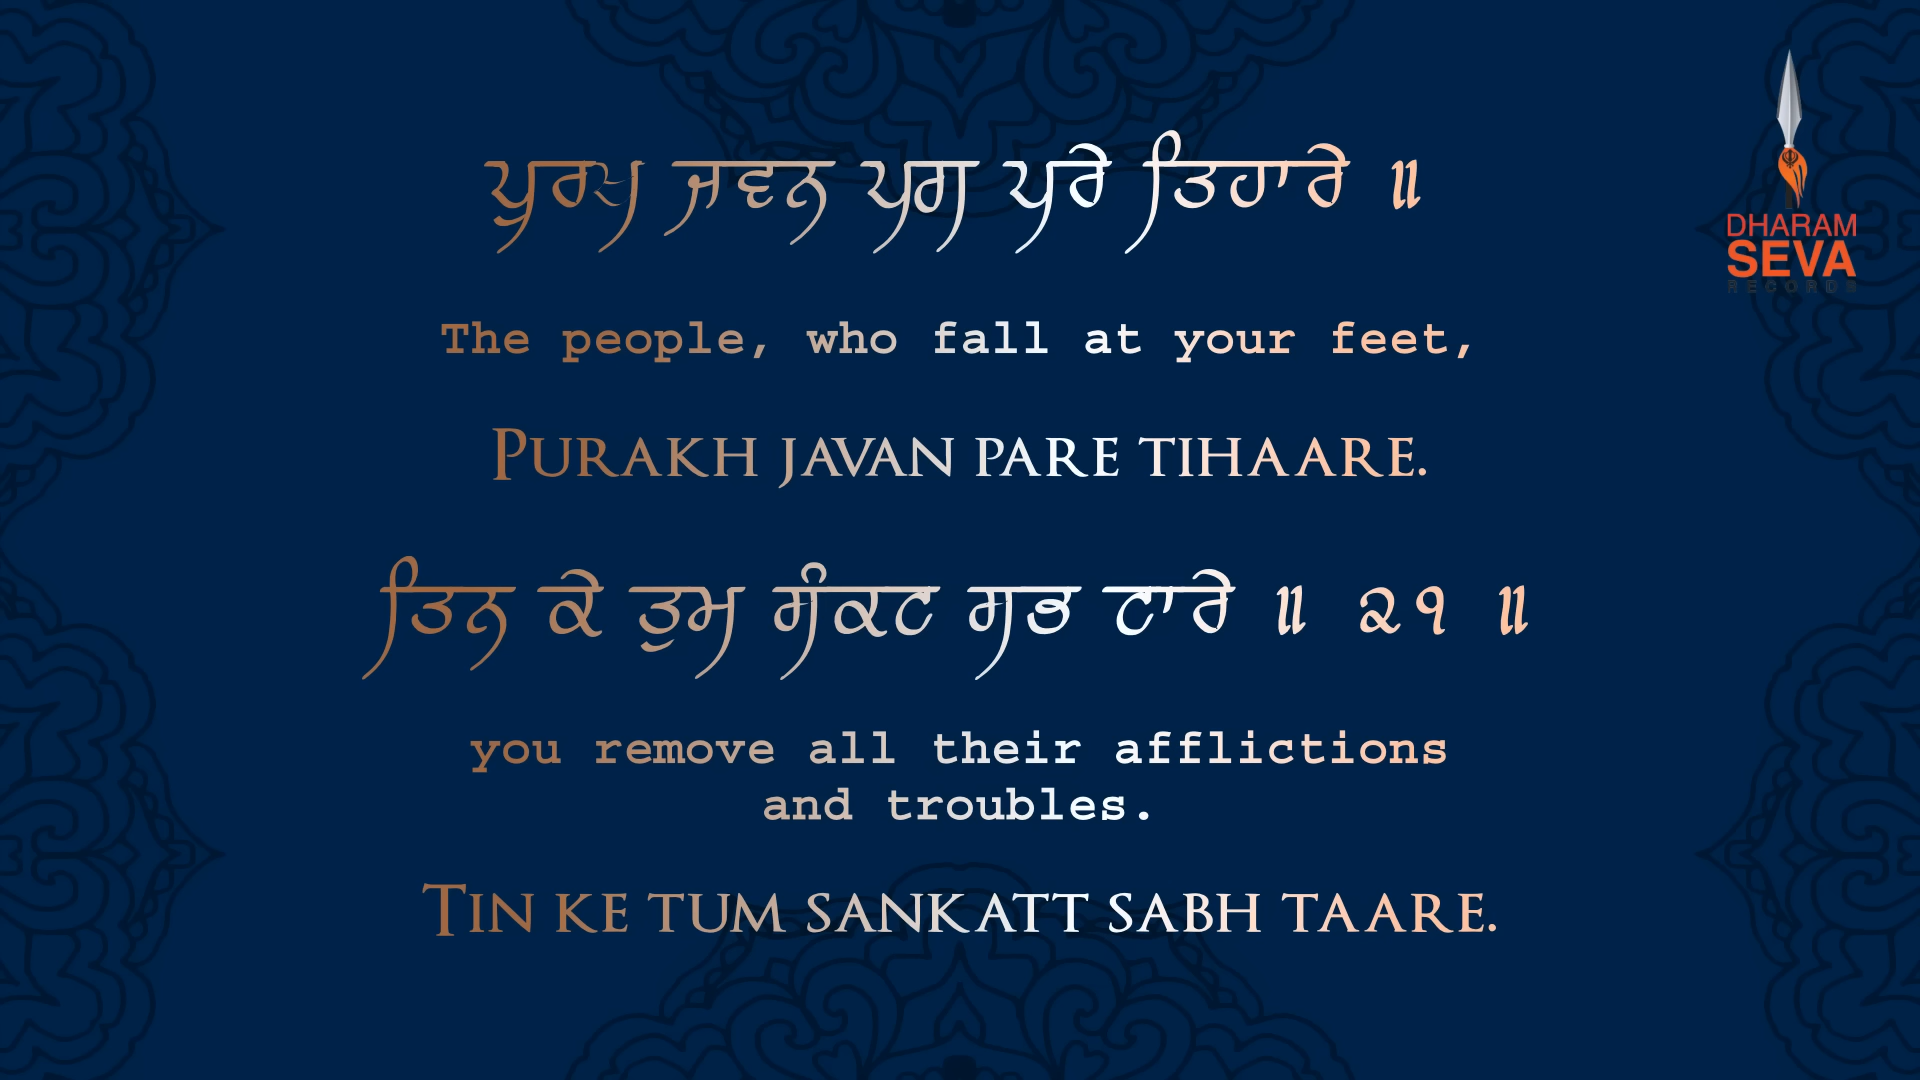 ਪੁਰਖ ਜਵਨ ਪਗ ਪਰੇ ਤਿਹਾਰੇ ॥
The people, who fall at your feet,
Purakh javan pare tihaare.
ਤਿਨ ਕੇ ਤੁਮ ਸੰਕਟ ਸਭ ਟਾਰੇ ॥ ੨੧ ॥
you remove all their afflictions
and troubles.
Tin ke tum sankatt sabh taare.
DHARAM
SEVA
RECORDS